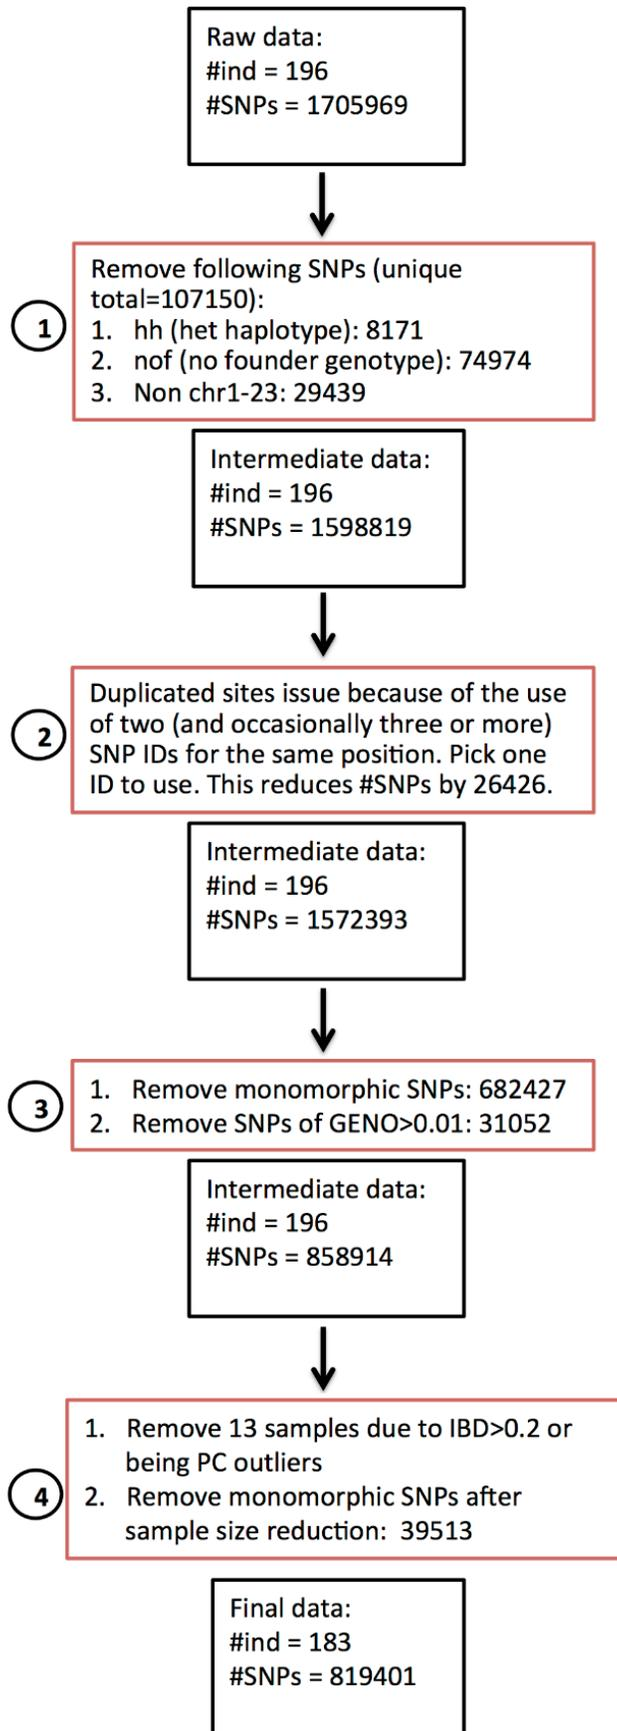 Raw data:
#ind = 196
#SNPs = 1705969
Remove following SNPs (unique
total=107150):
1. hh (het haplotype): 8171
2. nof (no founder genotype): 74974
3. Non chr1-23: 29439
1
Intermediate data:
#ind = 196
#SNPs = 1598819
Duplicated sites issue because of the use
of two (and occasionally three or more)
SNP IDs for the same position. Pick one
ID to use. This reduces #SNPs by 26426.
2
Intermediate data:
#ind = 196
#SNPs = 1572393
1. Remove monomorphic SNPs: 682427
2. Remove SNPs of GENO>0.01: 31052
3
Intermediate data:
#ind = 196
#SNPs = 858914
1. Remove 13 samples due to IBD>0.2 or
being PC outliers
2. Remove monomorphic SNPs after
sample size reduction: 39513
4
Final data:
#ind = 183
#SNPs = 819401